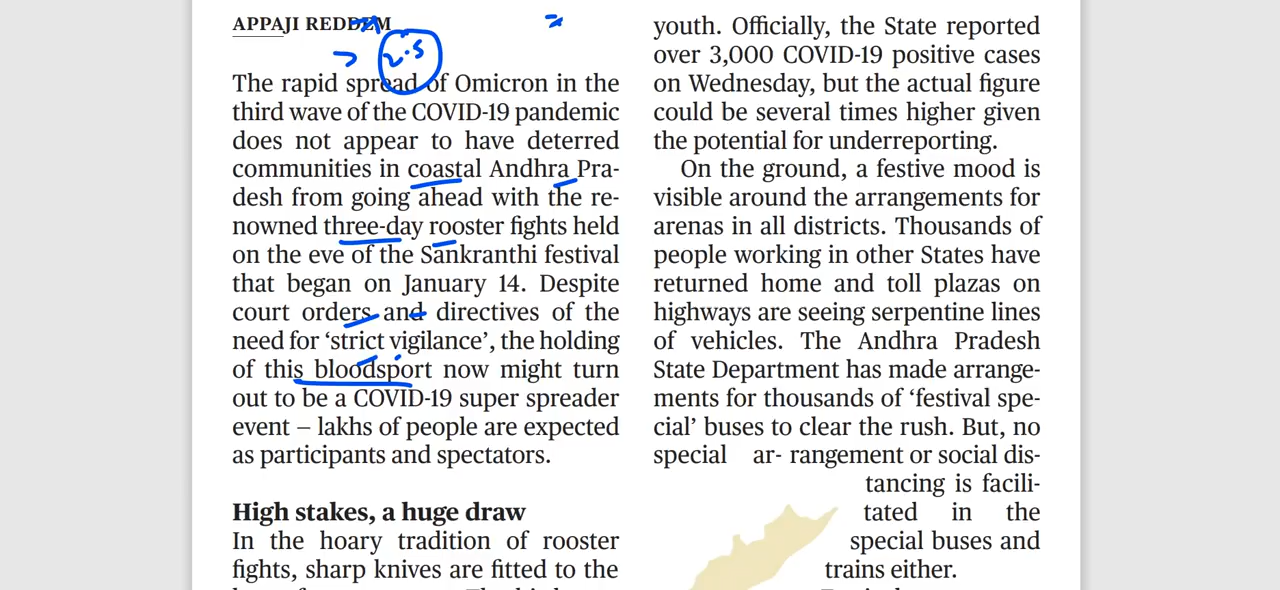 APPAJI REDDEM
2.5
The rapid spread of Omicron in the
third wave of the COVID-19 pandemic
does not appear to have deterred
communities in coastal Andhra Pra-
desh from going ahead with the re-
nowned three-day rooster fights held
on the eve of the Sankranthi festival
that began on January 14. Despite
court orders and directives of the
need for ‘strict vigilance’, the holding
of this bloodsport now might turn
out to be a COVID-19 super spreader
event – lakhs of people are expected
as participants and spectators.
High stakes, a huge draw
In the hoary tradition of rooster
fights, sharp knives are fitted to the
youth. Officially, the State reported
over 3,000 COVID-19 positive cases
on Wednesday, but the actual figure
could be several times higher given
the potential for underreporting.
On the ground, a festive mood is
visible around the arrangements for
arenas in all districts. Thousands of
people working in other States have
returned home and toll plazas on
highways are seeing serpentine lines
of vehicles. The Andhra Pradesh
State Department has made arrange-
ments for thousands of ‘festival spe-
cial’ buses to clear the rush. But, no
special ar- rangement or social dis-
tancing is facili-
tated in the
special buses and
trains either.